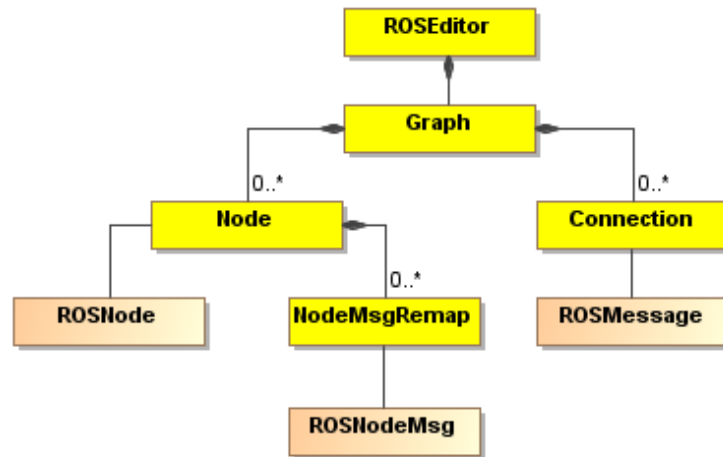 ROSEditor
Graph
0..*
0..*
Node
Connection
0..*
ROSNode
NodeMsgRemap
ROSMessage
ROSNodeMsg